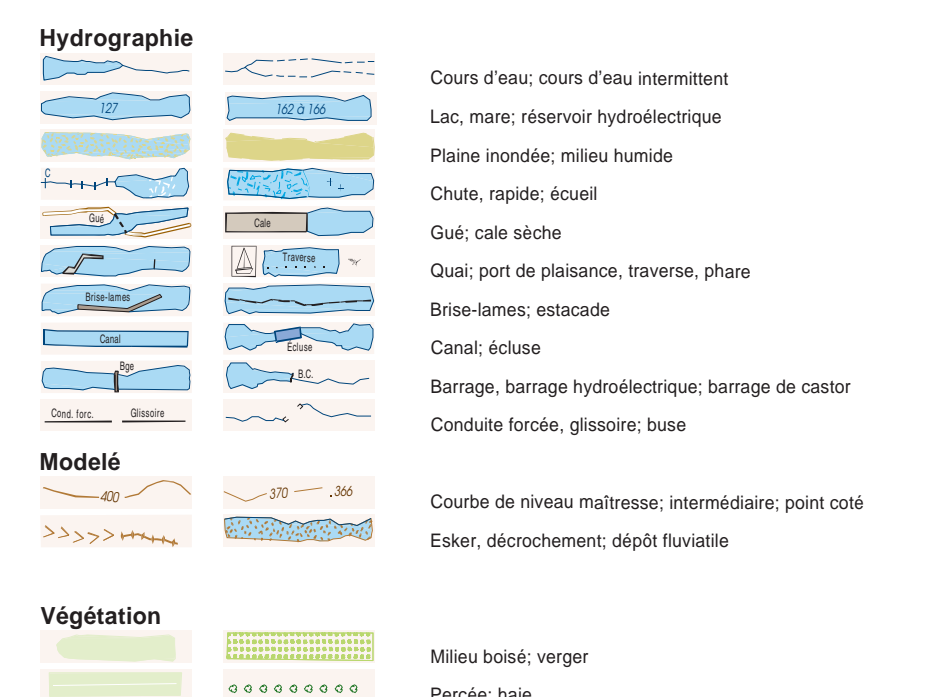 Hydrographie
Cours d'eau; cours d'eau intermittent
127 162 à 166 Lac, mare; réservoir hydroélectrique
Plaine inondée; milieu humide
C Chute, rapide; écueil
Gué Cale Gué; cale sèche
Traverse Quai; port de plaisance, traverse, phare
Brise-lames Brise-lames; estacade
Canal Écluse Canal; écluse
Bge B.C. Barrage, barrage hydroélectrique; barrage de castor
Cond. forc. Glissoire Conduite forcée, glissoire; buse
Modelé
400 370 .366 Courbe de niveau maîtresse; intermédiaire; point coté
Esker, décrochement; dépôt fluviatile
Végétation
Milieu boisé; verger
Percée; haie